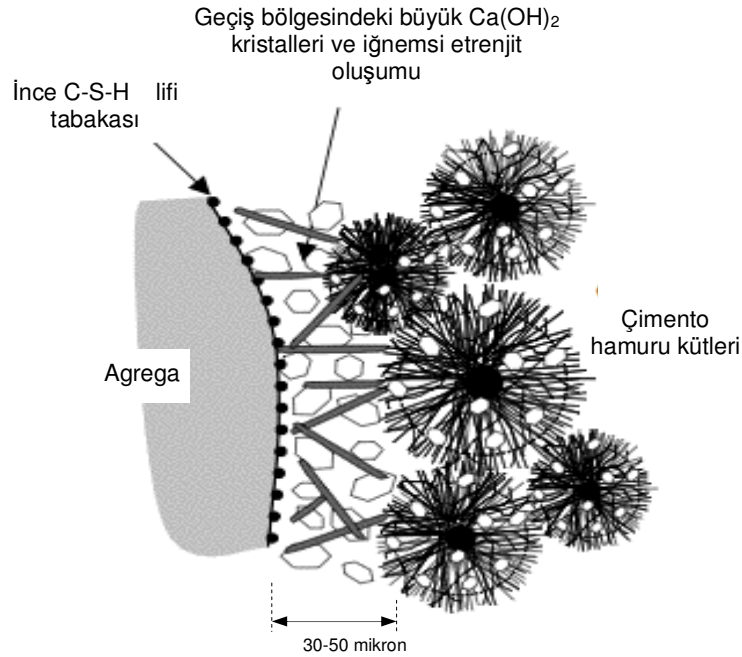 Geçiş bölgesindeki büyük Ca(OH)₂
kristalleri ve iğnemsi etrenjit
oluşumu
İnce C-S-H lifi
tabakası
Agrega
Çimento
hamuru kütleri
30-50 mikron